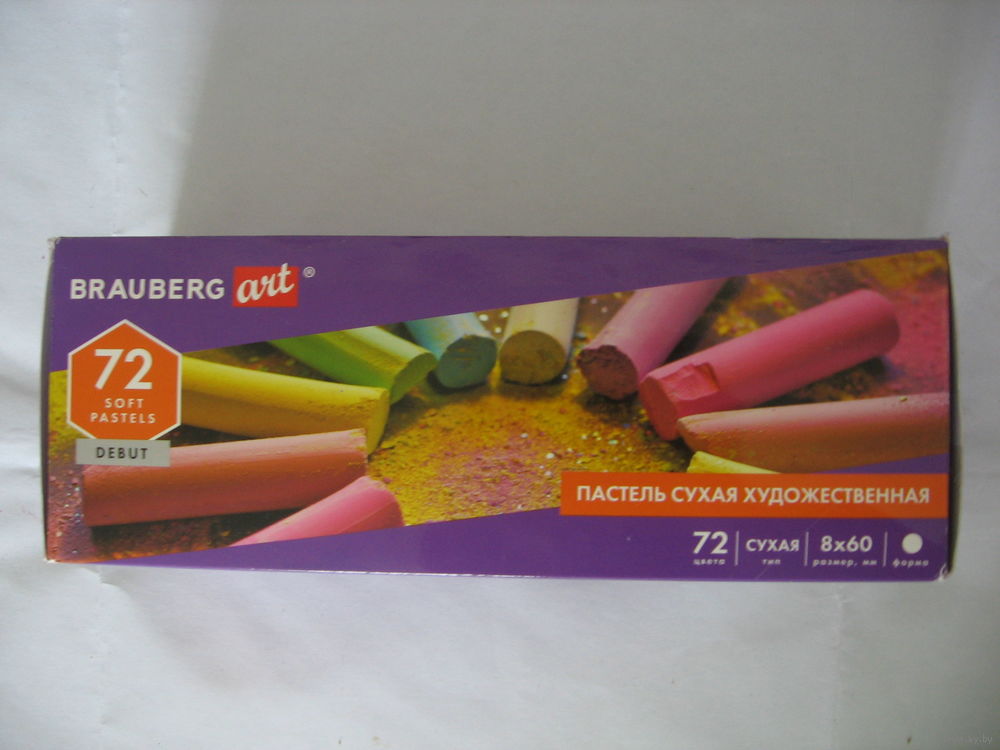 BRAUBERG art ®
72
SOFT
PASTELS
DEBUT
ПАСТЕЛЬ СУХАЯ ХУДОЖЕСТВЕННАЯ
72 СУХАЯ 8x60
цвета тип размер, мм форма